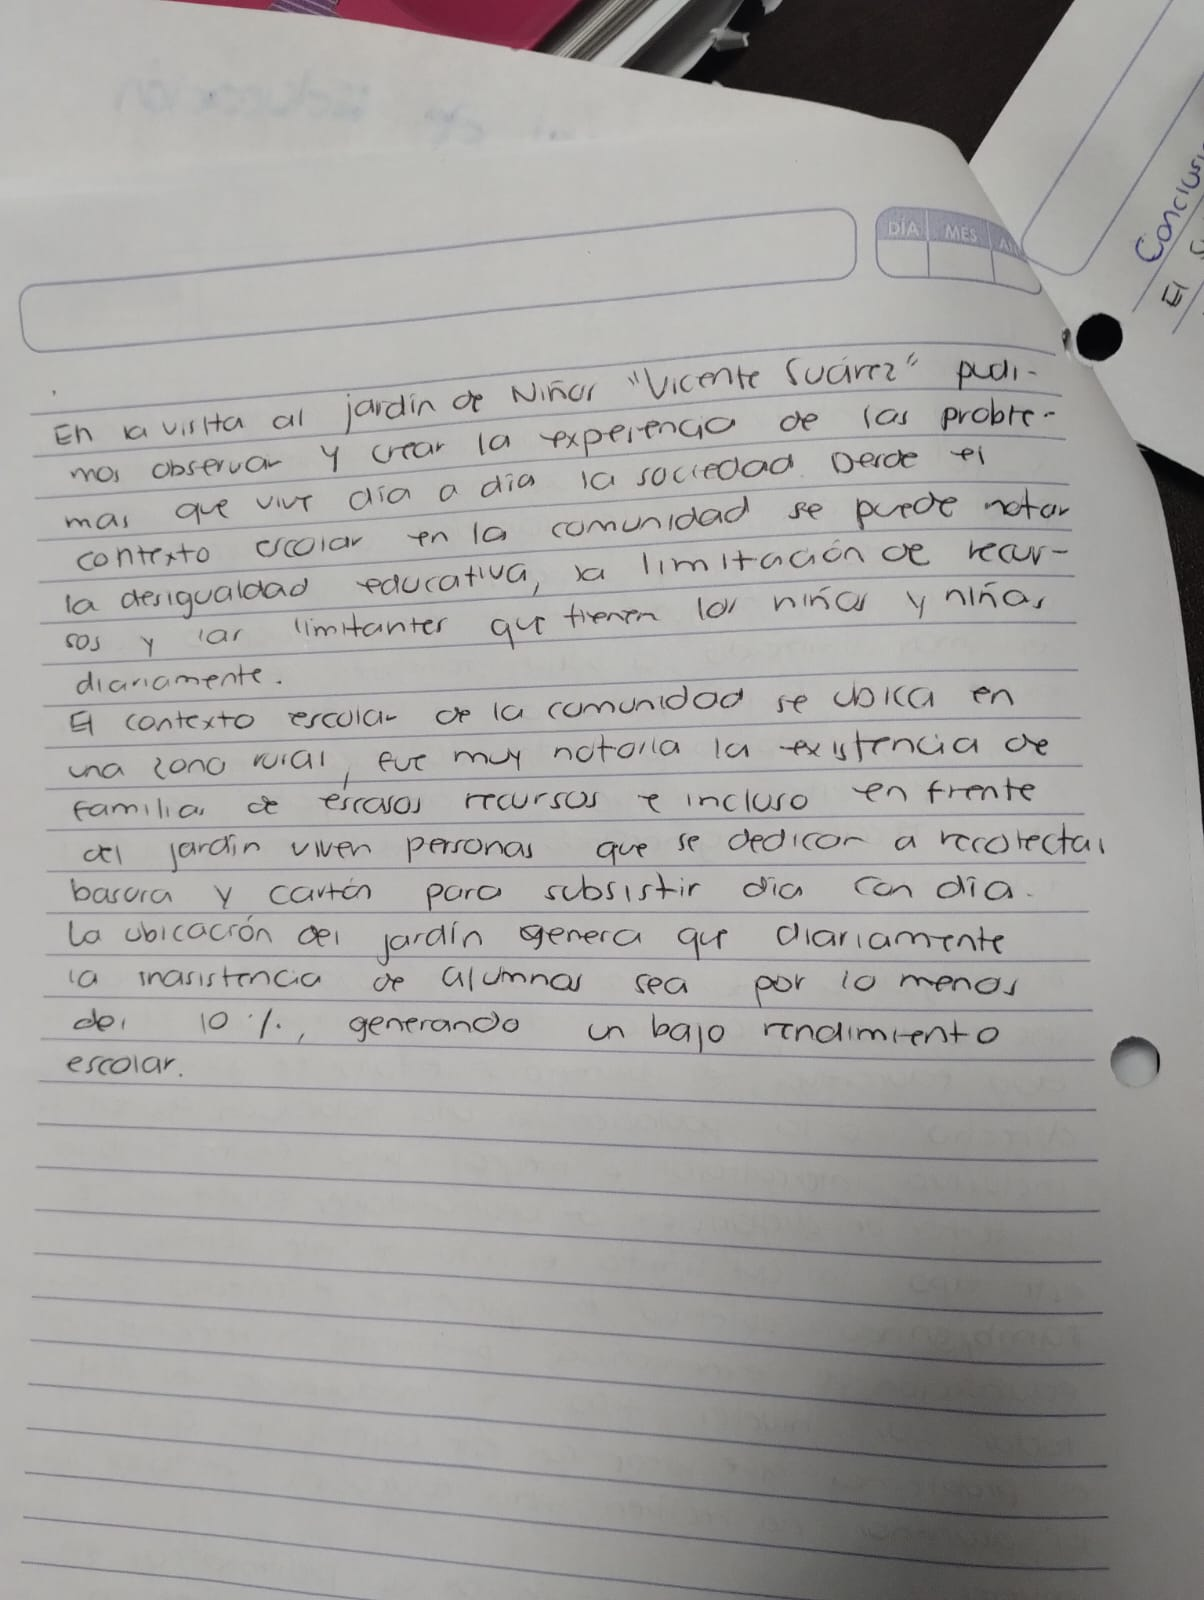 DÍA MES
Conclusi
El
En la visita al jardín de Niños "Vicente Suárez" pudi-
mos observar y crear la experiencia de las proble-
mas que vive día a día la sociedad. Desde el
contexto escolar en la comunidad se puede notar
la desigualdad educativa, la limitación de recur-
sos y las limitantes que tienen los niños y niñas
diariamente.
El contexto escolar de la comunidad se ubica en
una zona rural, fue muy notoria la existencia de
familias de escasos recursos e incluso en frente
del jardín viven personas que se dedican a recolectar
basura y cartón para subsistir día con día.
La ubicación del jardín genera que diariamente
la inasistencia de alumnos sea por lo menos
del 10 %, generando un bajo rendimiento
escolar.